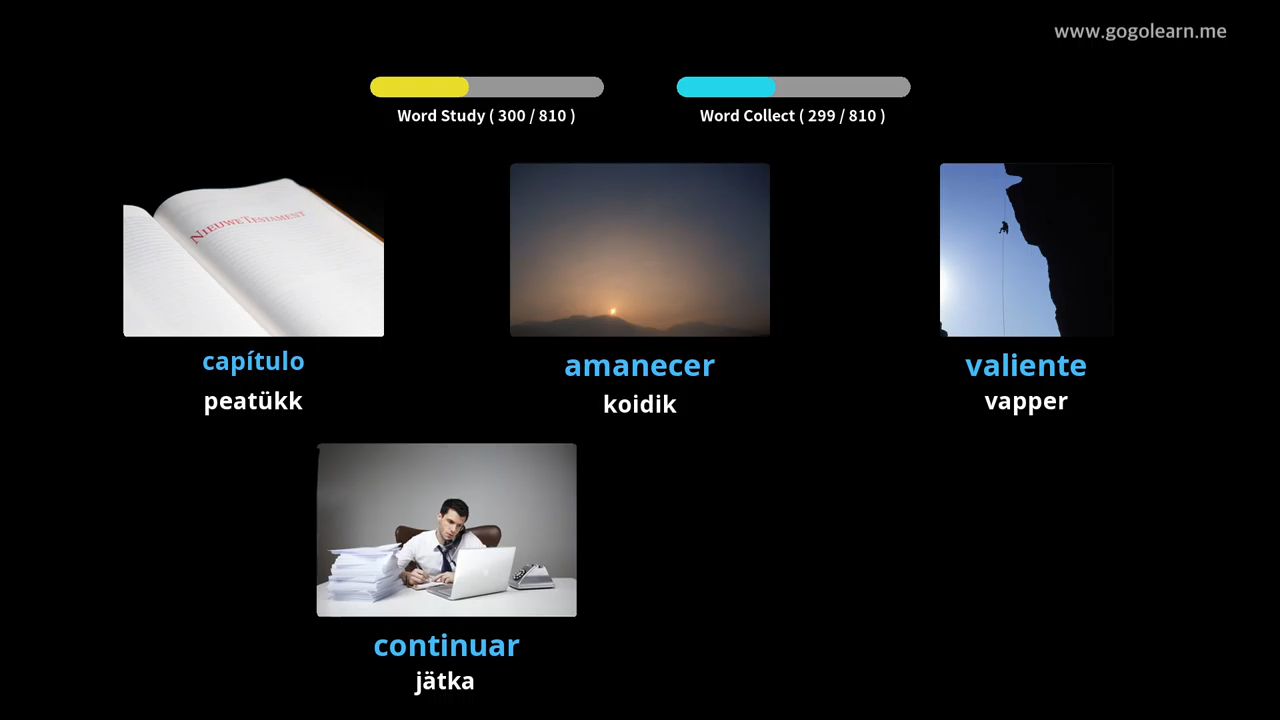 www.gogolearn.me
Word Study ( 300 / 810 )
Word Collect ( 299 / 810 )
NIEUWE TESTAMENT
capítulo
peatükk
amanecer
koidik
valiente
vapper
continuar
jätka